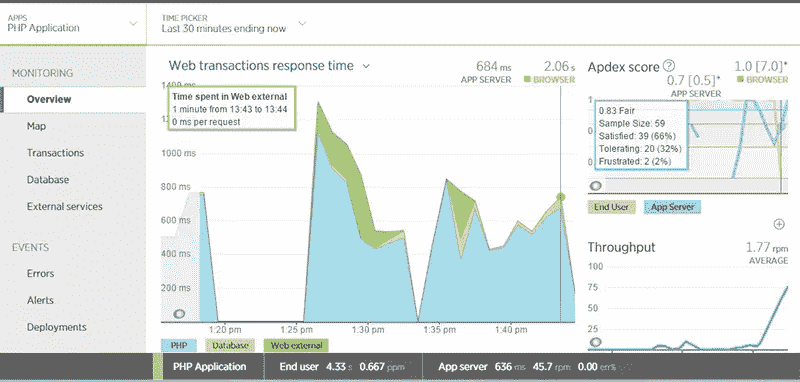 APPS
PHP Application
TIME PICKER
Last 30 minutes ending now
MONITORING
Overview
Map
Transactions
Database
External services
EVENTS
Errors
Alerts
Deployments
Web transactions response time
684 ms
APP SERVER
2.06 s
BROWSER
1400 ms
Time spent in Web external
1 minute from 13:43 to 13:44
0 ms per request
1000 ms
800 ms
600 ms
400 ms
200 ms
1:20 pm
1:25 pm
1:30 pm
1:35 pm
1:40 pm
PHP
Database
Web external
Apdex score
1.0 [7.0]*
BROWSER
0.7 [0.5]*
APP SERVER
1
0.83 Fair
Sample Size: 59
Satisfied: 39 (66%)
Tolerating: 20 (32%)
Frustrated: 2 (2%)
End User
App Server
Throughput
1.77 rpm
AVERAGE
100
75
50
25
PHP Application
End user 4.33 s 0.667 ppm
App server 636 ms 45.7 rpm 0.00 err%